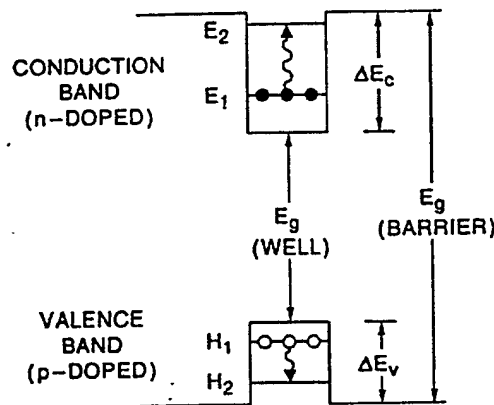 E2
CONDUCTION
BAND
(n-DOPED)
E1
ΔEc
Eg
(WELL)
Eg
(BARRIER)
VALENCE
BAND
(p-DOPED)
H1
H2
ΔEv